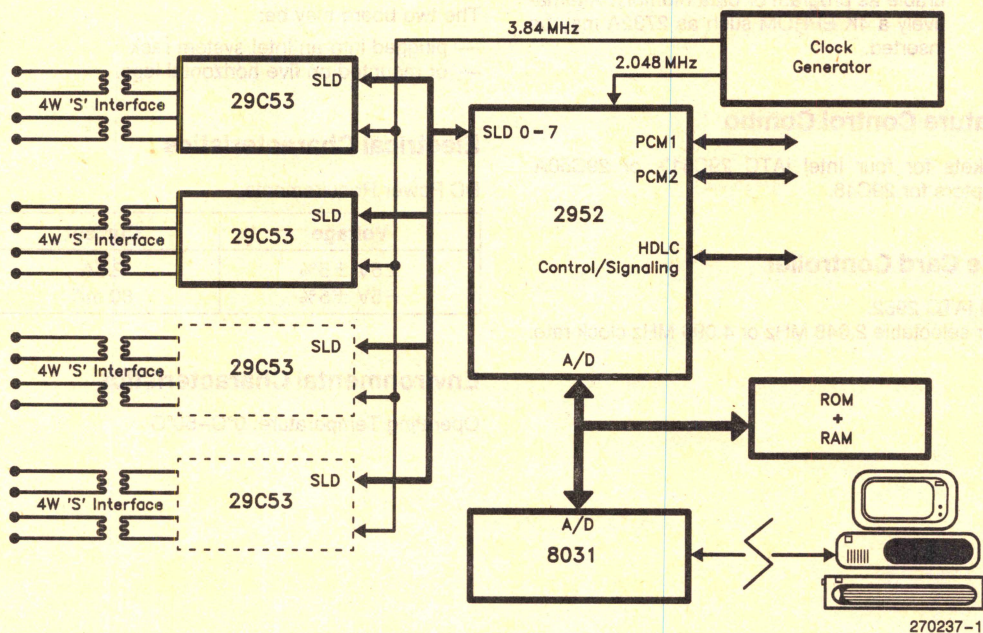 3.84 MHz
Clock
Generator
2.048 MHz
4W 'S' Interface
29C53
SLD
SLD 0-7
PCM1
PCM2
2952
HDLC
Control/Signaling
A/D
4W 'S' Interface
29C53
SLD
4W 'S' Interface
29C53
SLD
4W 'S' Interface
29C53
SLD
ROM
+
RAM
A/D
8031
270237-1